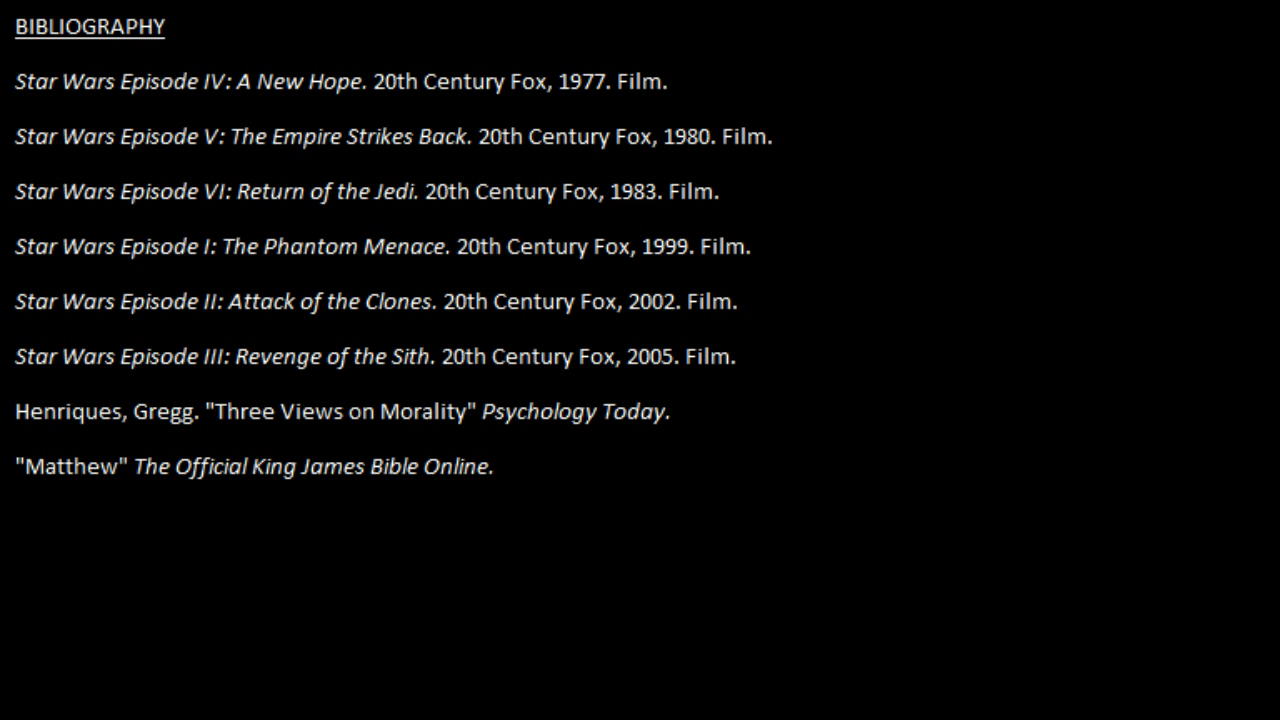 BIBLIOGRAPHY
Star Wars Episode IV: A New Hope. 20th Century Fox, 1977. Film.
Star Wars Episode V: The Empire Strikes Back. 20th Century Fox, 1980. Film.
Star Wars Episode VI: Return of the Jedi. 20th Century Fox, 1983. Film.
Star Wars Episode I: The Phantom Menace. 20th Century Fox, 1999. Film.
Star Wars Episode II: Attack of the Clones. 20th Century Fox, 2002. Film.
Star Wars Episode III: Revenge of the Sith. 20th Century Fox, 2005. Film.
Henriques, Gregg. "Three Views on Morality" Psychology Today.
"Matthew" The Official King James Bible Online.